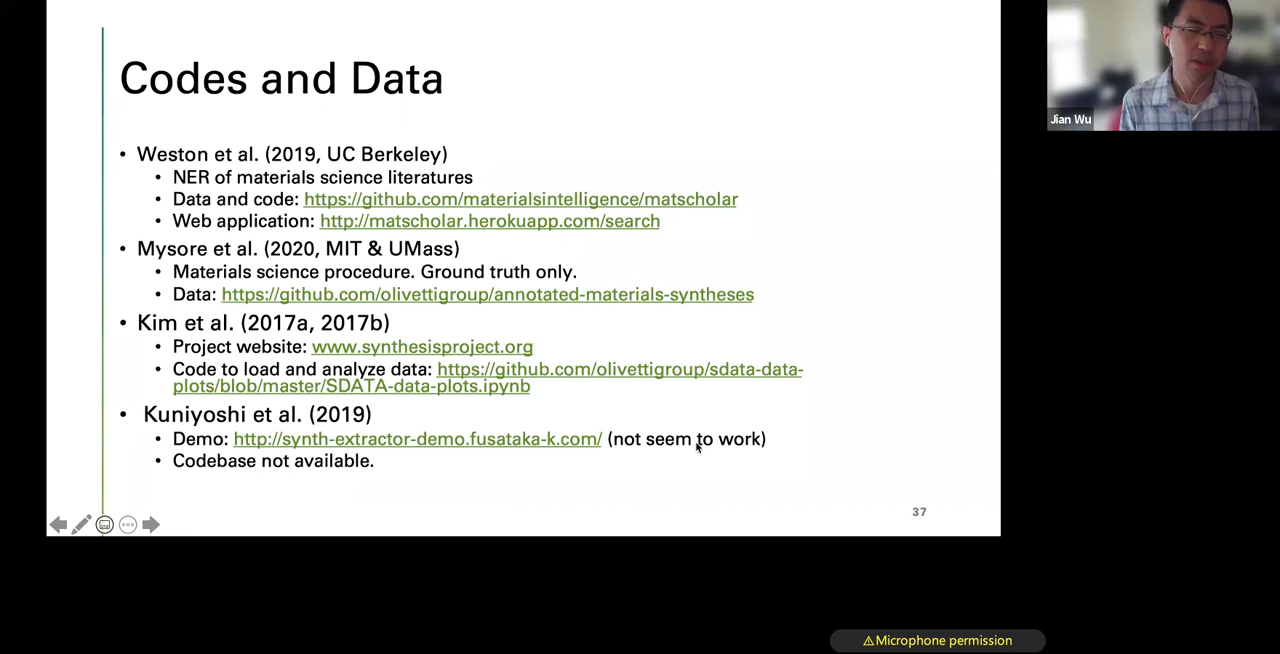 Codes and Data
• Weston et al. (2019, UC Berkeley)
• NER of materials science literatures
• Data and code: https://github.com/materialsintelligence/matscholar
• Web application: http://matscholar.herokuapp.com/search
• Mysore et al. (2020, MIT & UMass)
• Materials science procedure. Ground truth only.
• Data: https://github.com/olivettigroup/annotated-materials-syntheses
• Kim et al. (2017a, 2017b)
• Project website: www.synthesisproject.org
• Code to load and analyze data: https://github.com/olivettigroup/sdata-data-
plots/blob/master/SDATA-data-plots.ipynb
• Kuniyoshi et al. (2019)
• Demo: http://synth-extractor-demo.fusataka-k.com/ (not seem to work)
• Codebase not available.
37
Jian Wu
⚠Microphone permission